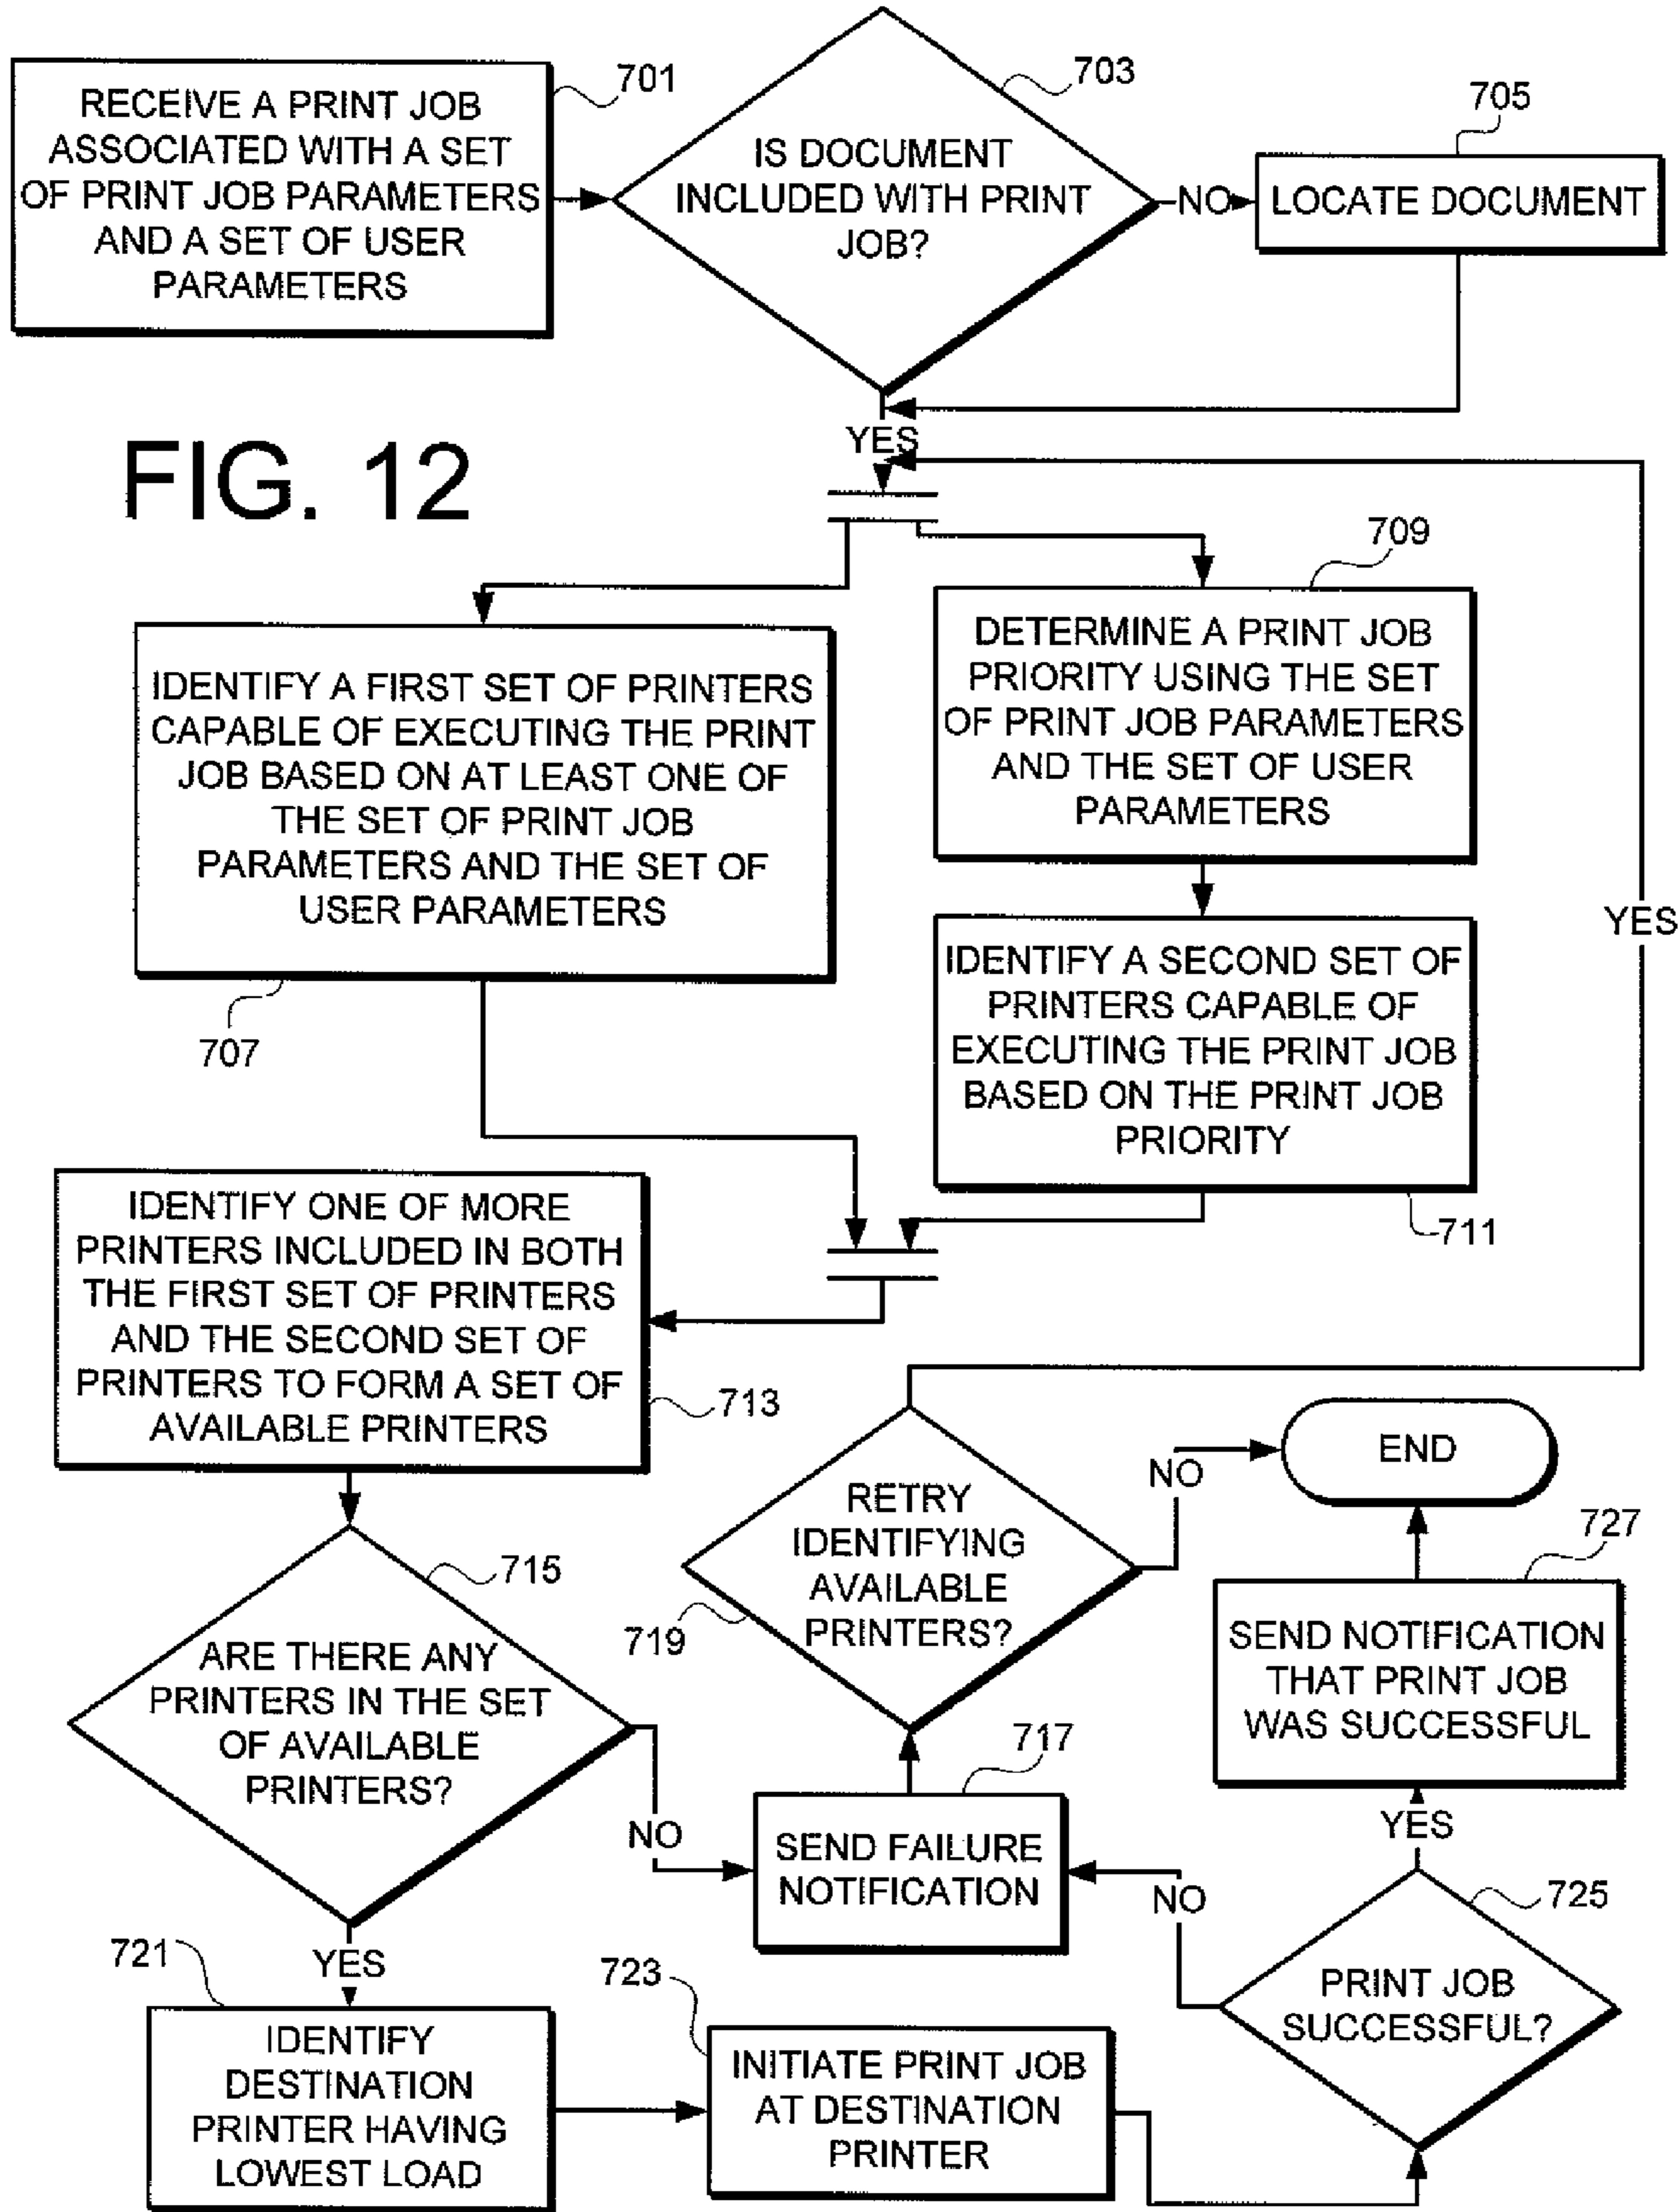 RECEIVE A PRINT JOB
ASSOCIATED WITH A SET
OF PRINT JOB PARAMETERS
AND A SET OF USER
PARAMETERS
701
IS DOCUMENT
INCLUDED WITH PRINT
JOB?
703
NO
705
LOCATE DOCUMENT
YES
FIG. 12
IDENTIFY A FIRST SET OF PRINTERS
CAPABLE OF EXECUTING THE PRINT
JOB BASED ON AT LEAST ONE OF
THE SET OF PRINT JOB
PARAMETERS AND THE SET OF
USER PARAMETERS
707
709
DETERMINE A PRINT JOB
PRIORITY USING THE SET
OF PRINT JOB PARAMETERS
AND THE SET OF USER
PARAMETERS
YES
IDENTIFY A SECOND SET OF
PRINTERS CAPABLE OF
EXECUTING THE PRINT JOB
BASED ON THE PRINT JOB
PRIORITY
711
IDENTIFY ONE OF MORE
PRINTERS INCLUDED IN BOTH
THE FIRST SET OF PRINTERS
AND THE SECOND SET OF
PRINTERS TO FORM A SET OF
AVAILABLE PRINTERS
713
ARE THERE ANY
PRINTERS IN THE SET
OF AVAILABLE
PRINTERS?
715
NO
RETRY
IDENTIFYING
AVAILABLE
PRINTERS?
719
NO
END
727
SEND NOTIFICATION
THAT PRINT JOB
WAS SUCCESSFUL
717
SEND FAILURE
NOTIFICATION
YES
NO
725
PRINT JOB
SUCCESSFUL?
YES
721
IDENTIFY
DESTINATION
PRINTER HAVING
LOWEST LOAD
723
INITIATE PRINT JOB
AT DESTINATION
PRINTER